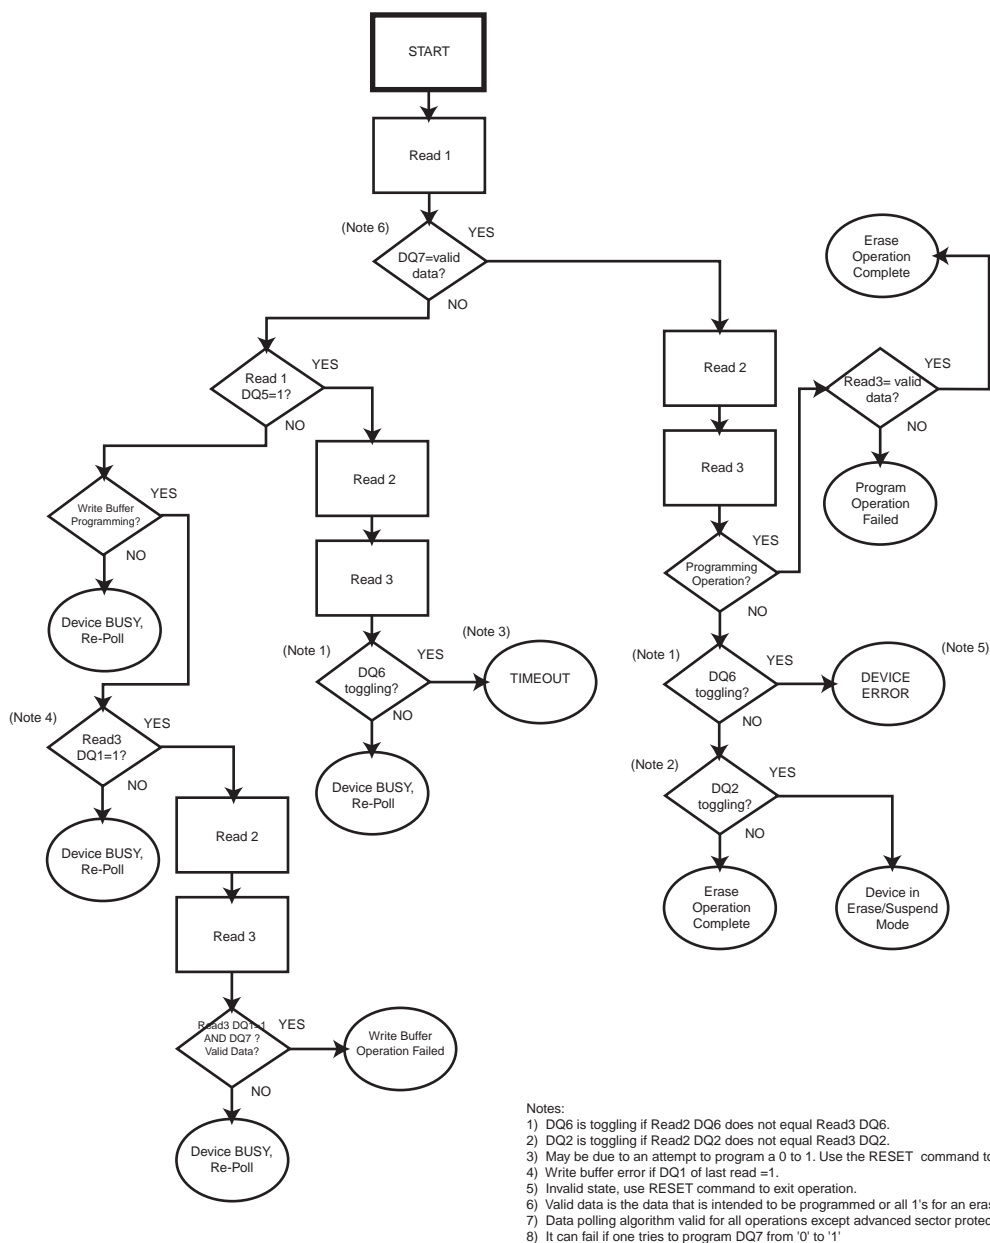 START
Read 1
(Note 6)
YES
DQ7=valid
data?
NO
Erase
Operation
Complete
YES
Read 1
DQ5=1?
NO
Read 2
YES
Read3= valid
data?
NO
Read 2
Read 3
Program
Operation
Failed
YES
Write Buffer
Programming?
NO
YES
Programming
Operation?
NO
Device BUSY,
Re-Poll
Read 3
(Note 1)
YES
(Note 3)
DQ6
toggling?
NO
TIMEOUT
(Note 1)
YES
(Note 5)
DQ6
toggling?
NO
DEVICE
ERROR
(Note 4)
YES
Read3
DQ1=1?
NO
Device BUSY,
Re-Poll
(Note 2)
YES
DQ2
toggling?
NO
Device BUSY,
Re-Poll
Read 2
Erase
Operation
Complete
Device in
Erase/Suspend
Mode
Read 3
Read3 DQ1=1
AND DQ7 ?
Valid Data?
YES
NO
Write Buffer
Operation Failed
Device BUSY,
Re-Poll
Notes:
1) DQ6 is toggling if Read2 DQ6 does not equal Read3 DQ6.
2) DQ2 is toggling if Read2 DQ2 does not equal Read3 DQ2.
3) May be due to an attempt to program a 0 to 1. Use the RESET command to
4) Write buffer error if DQ1 of last read =1.
5) Invalid state, use RESET command to exit operation.
6) Valid data is the data that is intended to be programmed or all 1's for an
7) Data polling algorithm valid for all operations except advanced sector
8) It can fail if one tries to program DQ7 from '0' to '1'